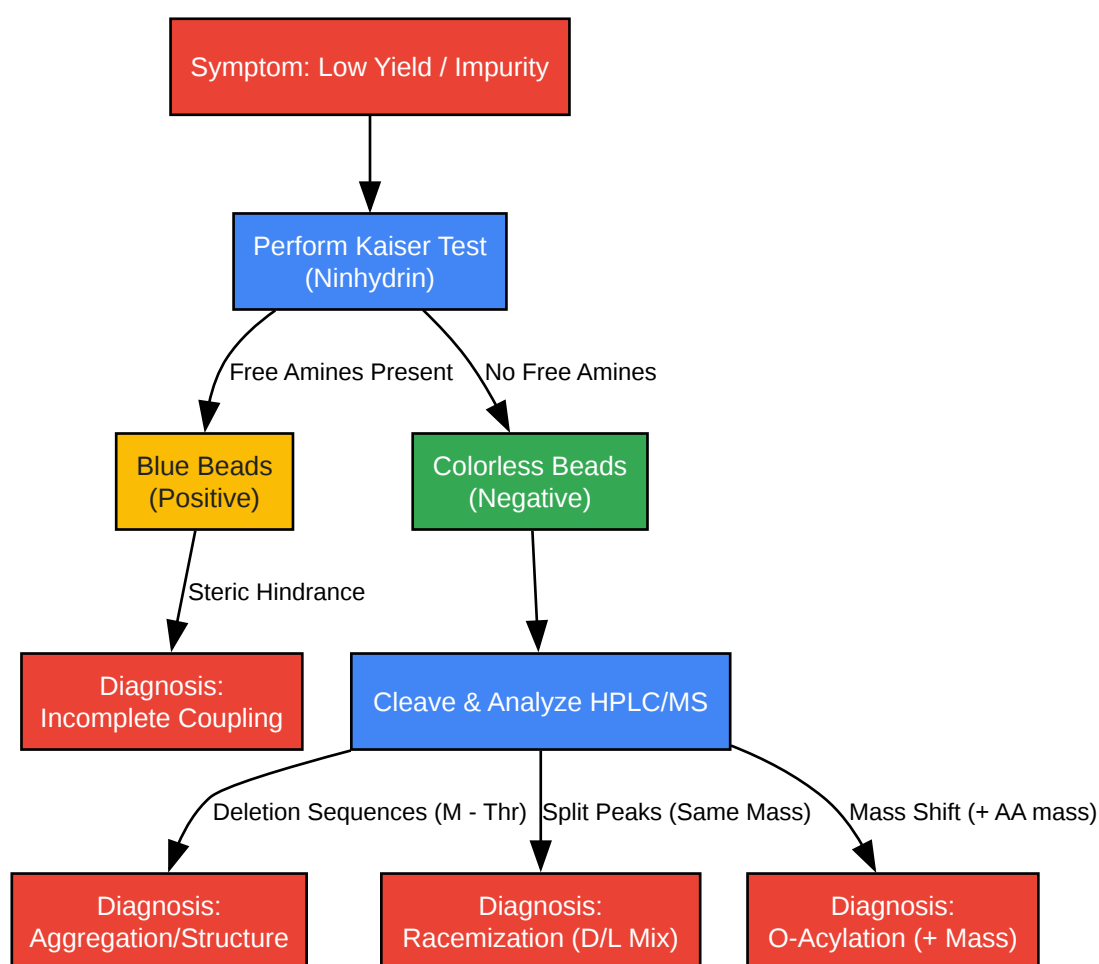 Symptom: Low Yield / Impurity
Perform Kaiser Test
(Ninhydrin)
Free Amines Present
No Free Amines
Blue Beads
(Positive)
Colorless Beads
(Negative)
Steric Hindrance
Diagnosis:
Incomplete Coupling
Cleave & Analyze HPLC/MS
Deletion Sequences (M - Thr)
Split Peaks (Same Mass)
Mass Shift (+ AA mass)
Diagnosis:
Aggregation/Structure
Diagnosis:
Racemization (D/L Mix)
Diagnosis:
O-Acylation (+ Mass)